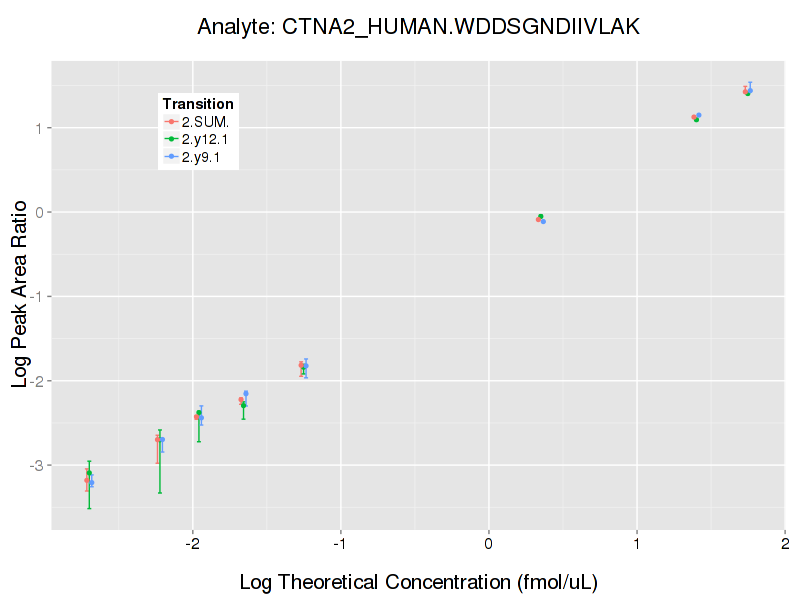 Analyte: CTNA2_HUMAN.WDDSGNDIIVLAK
Transition
2.SUM.
2.y12.1
2.y9.1
Log Peak Area Ratio
1
0
-1
-2
-3
-2
-1
0
1
2
Log Theoretical Concentration (fmol/uL)